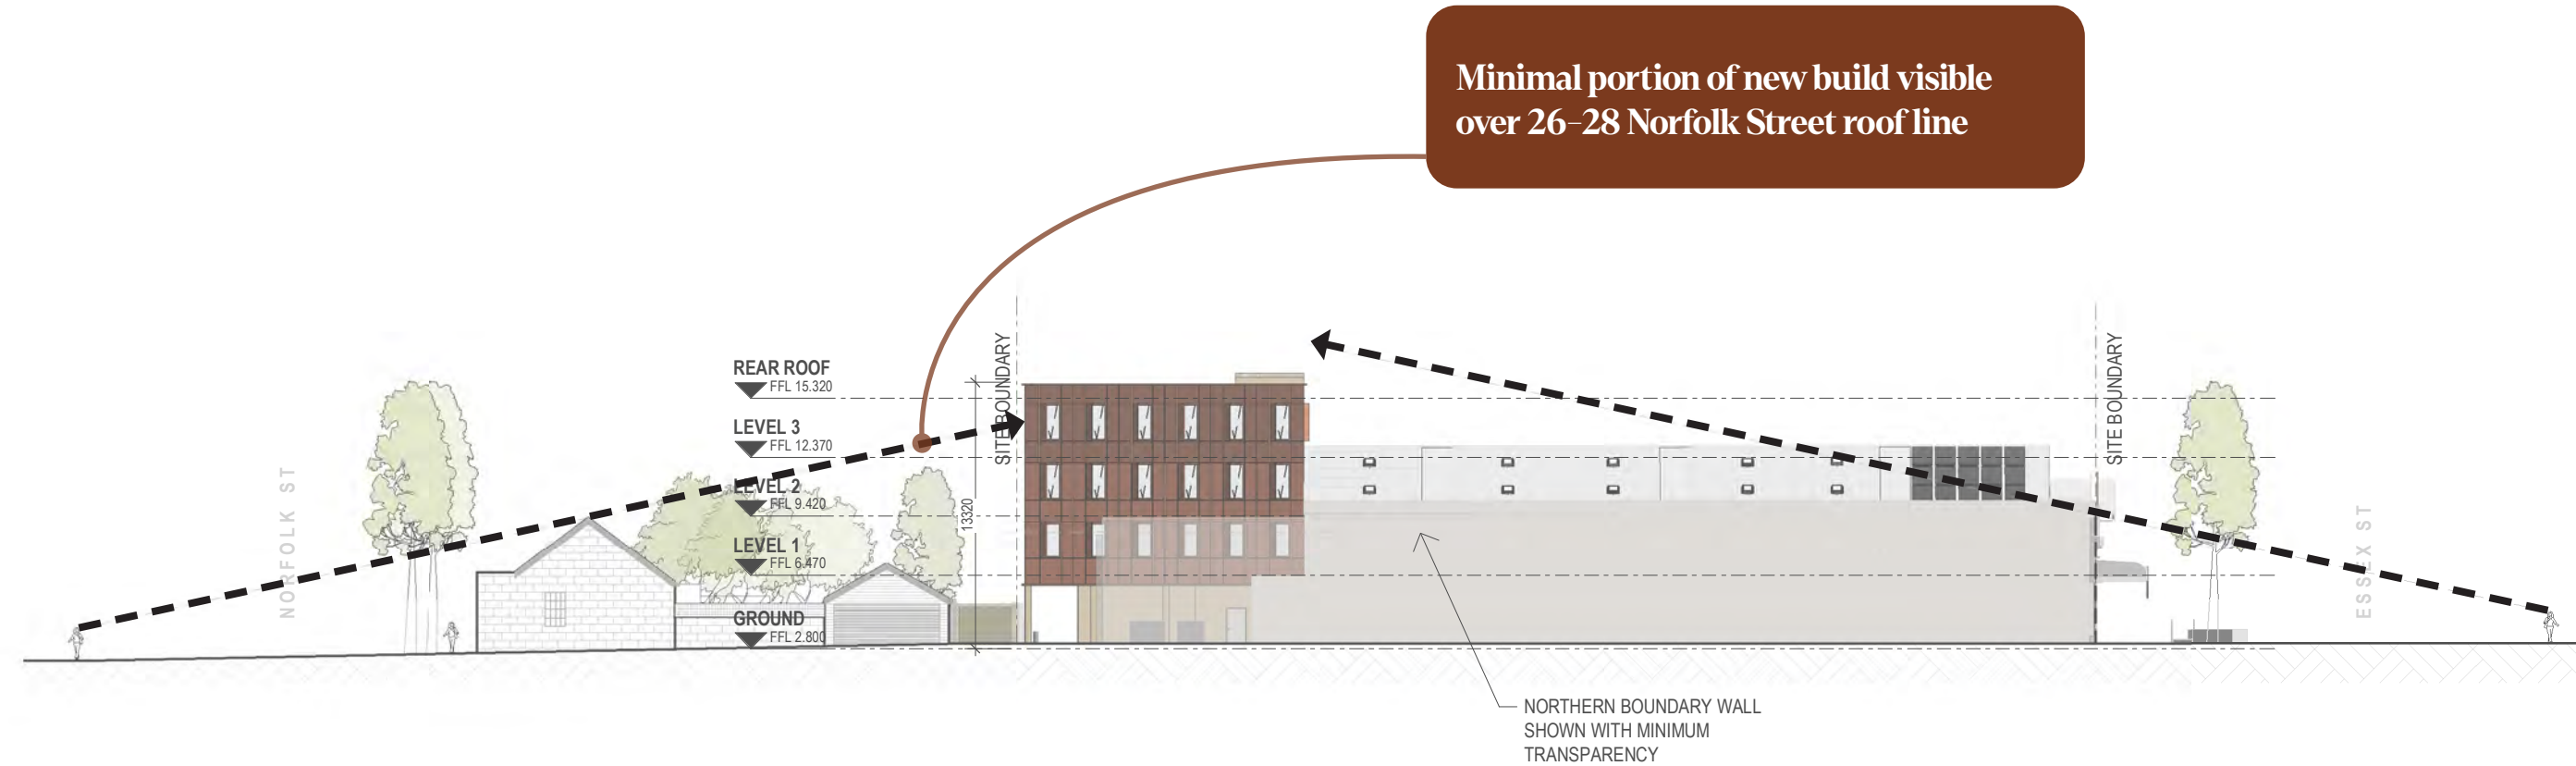 Minimal portion of new build visible
over 26–28 Norfolk Street roof line
SITE BOUNDARY
SITE BOUNDARY
REAR ROOF
FFL 15.320
LEVEL 3
FFL 12.370
LEVEL 2
FFL 9.420
LEVEL 1
FFL 6.470
GROUND
FFL 2.800
13320
NORFOLK ST
ESSEX ST
NORTHERN BOUNDARY WALL
SHOWN WITH MINIMUM
TRANSPARENCY